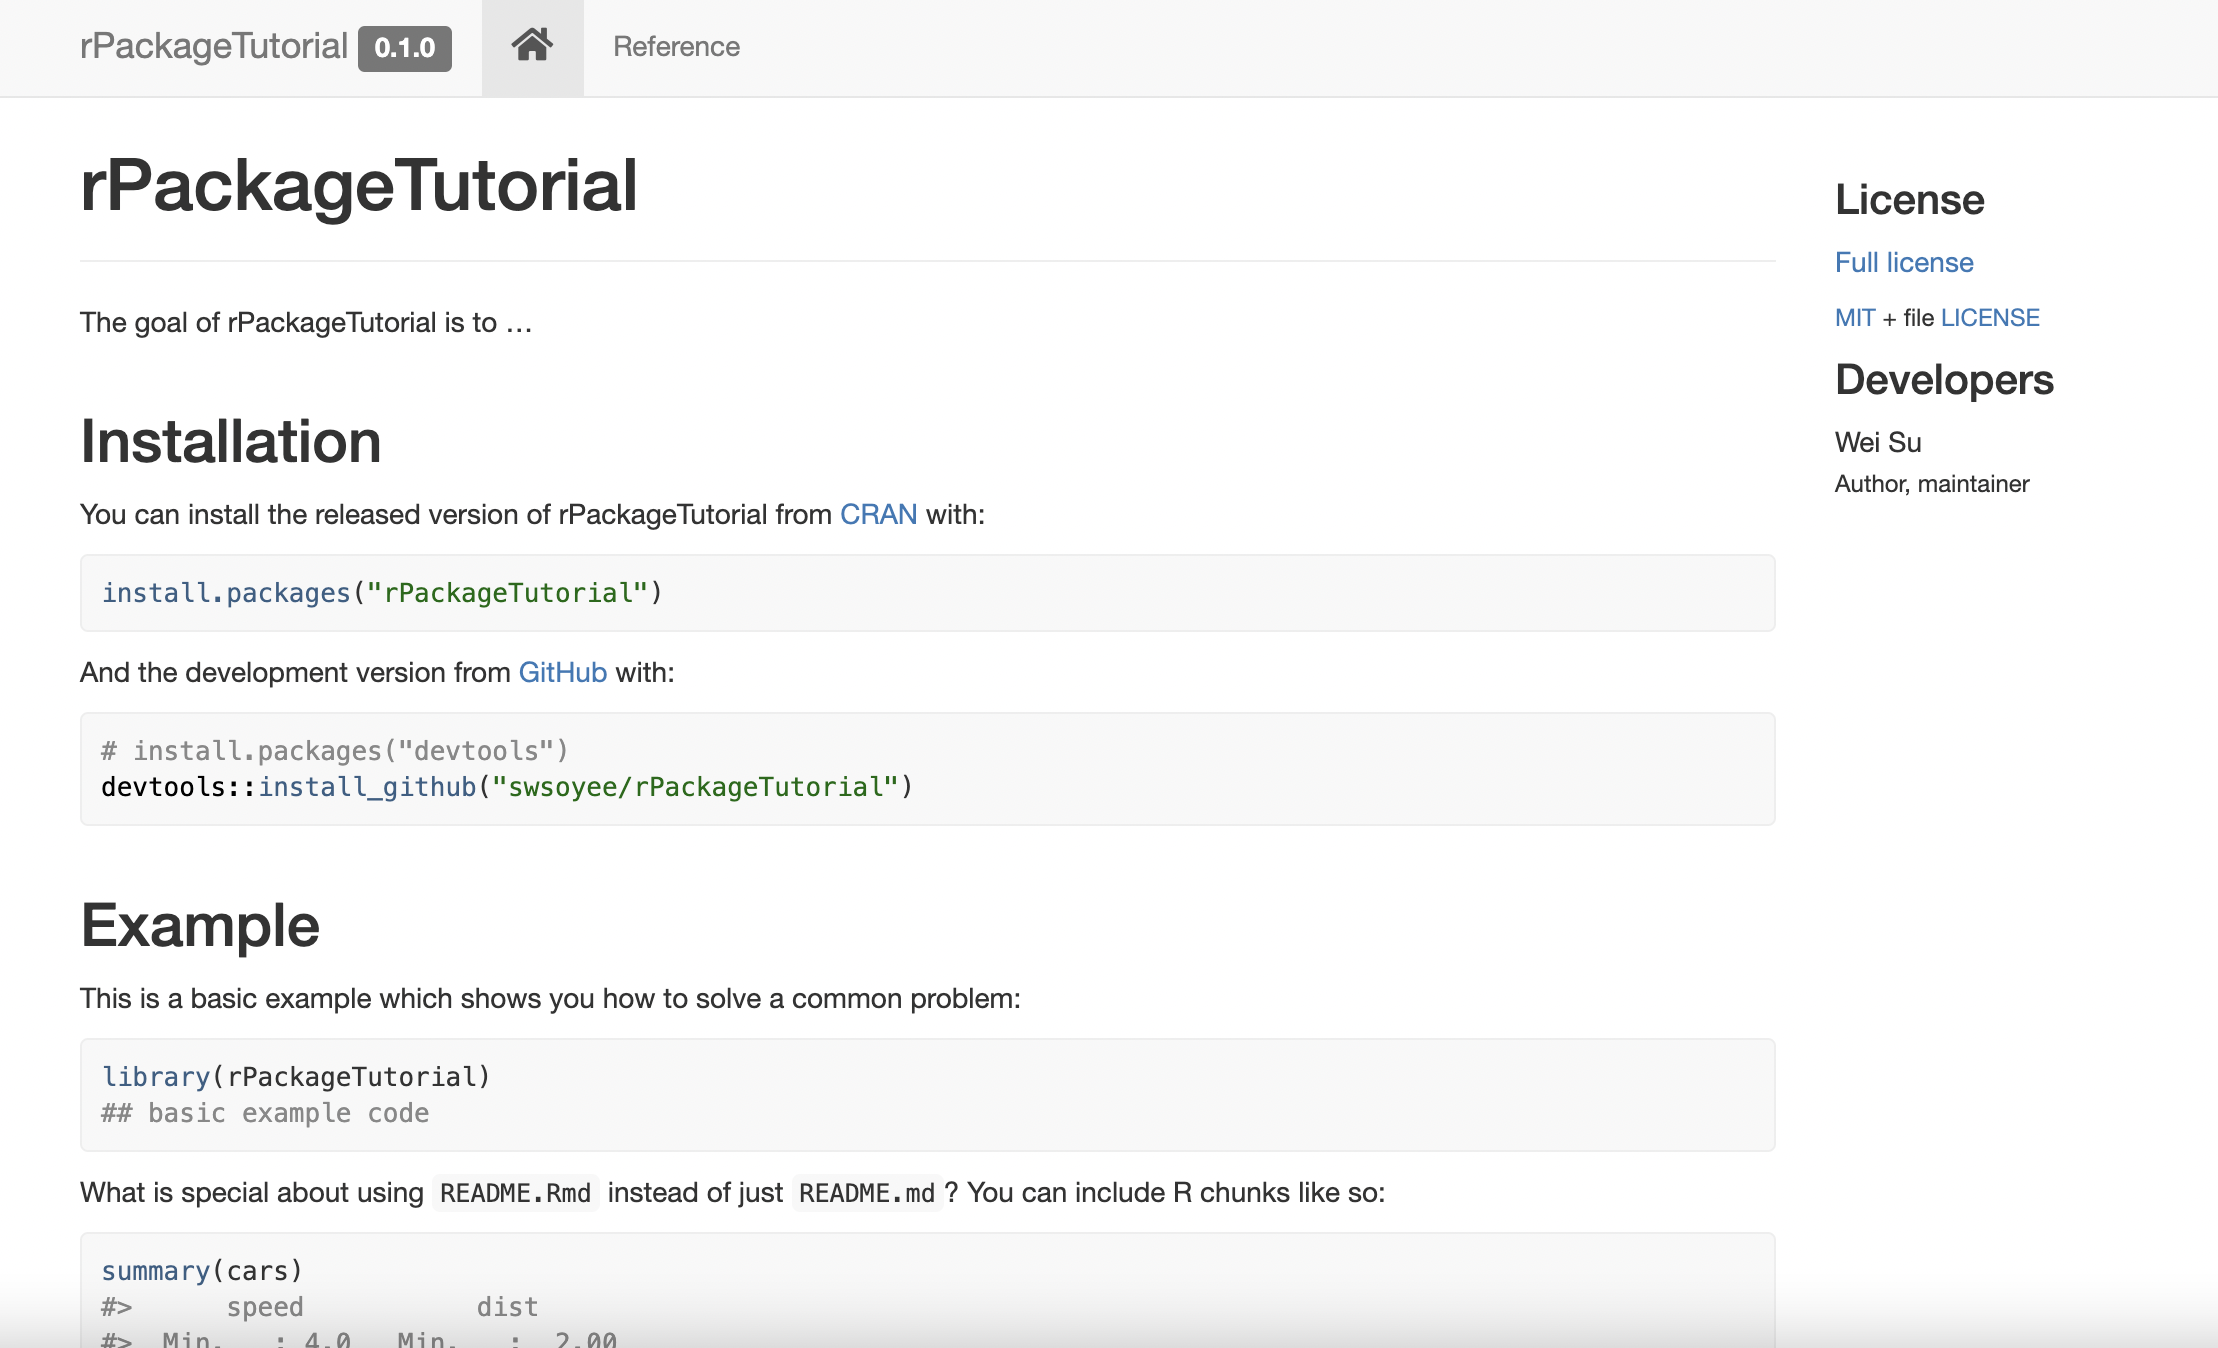 rPackageTutorial 0.1.0 Reference
rPackageTutorial
The goal of rPackageTutorial is to …
Installation
You can install the released version of rPackageTutorial from CRAN with:
install.packages("rPackageTutorial")
And the development version from GitHub with:
# install.packages("devtools")
devtools::install_github("swsoyee/rPackageTutorial")
Example
This is a basic example which shows you how to solve a common problem:
library(rPackageTutorial)
## basic example code
What is special about using README.Rmd instead of just README.md? You can include R chunks like so:
summary(cars)
#>      speed           dist
#>  Min.   : 4.0   Min.   :  2.00
License
Full license
MIT + file LICENSE
Developers
Wei Su
Author, maintainer